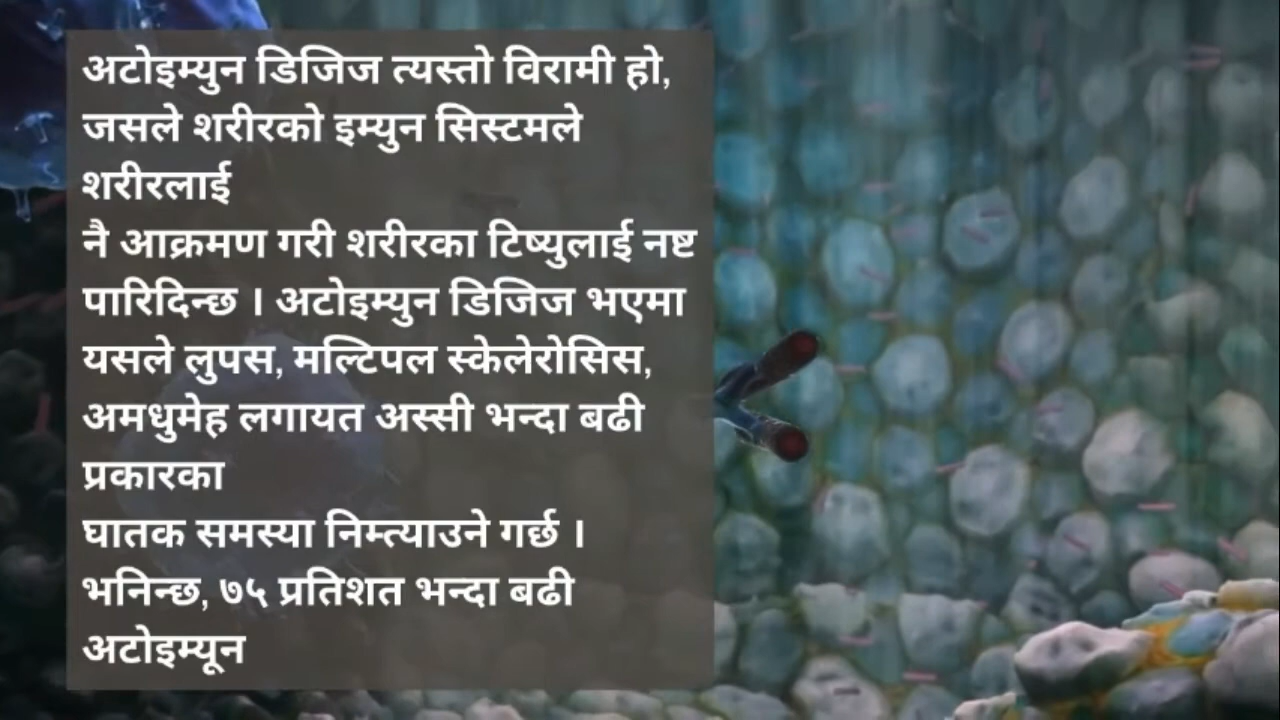 अटोइम्युन डिजिज त्यस्तो विरामी हो,
जसले शरीरको इम्युन सिस्टमले
शरीरलाई
नै आक्रमण गरी शरीरका टिष्युलाई नष्ट
पारिदिन्छ । अटोइम्युन डिजिज भएमा
यसले लुपस, मल्टिपल स्केलेरोसिस,
अमधुमेह लगायत अस्सी भन्दा बढी
प्रकारका
घातक समस्या निम्त्याउने गर्छ ।
भनिन्छ, ७५ प्रतिशत भन्दा बढी
अटोइम्यून